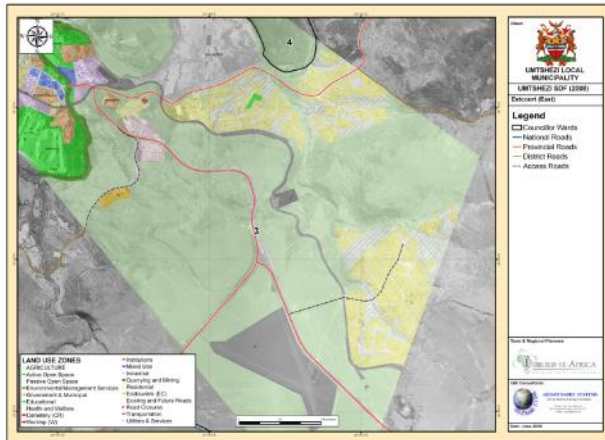 UMTSHEZI LOCAL
MUNICIPALITY
UMTSHEZI SDF (2008)
Estcourt (East)
Legend
Councillor Wards
National Roads
Provincial Roads
District Roads
Access Roads
4
3
LAND USE ZONES
AGRICULTURE
Active Open Space
Passive Open Space
Environmental Management Services
Government & Municipal
Educational
Health and Welfare
Cemetery (CR)
Worship (W)
Institutions
Mixed Use
Industrial
Quarrying and Mining
Residential
Ecotourism (EC)
Existing and Future Roads
Road Closures
Transportation
Utilities & Services